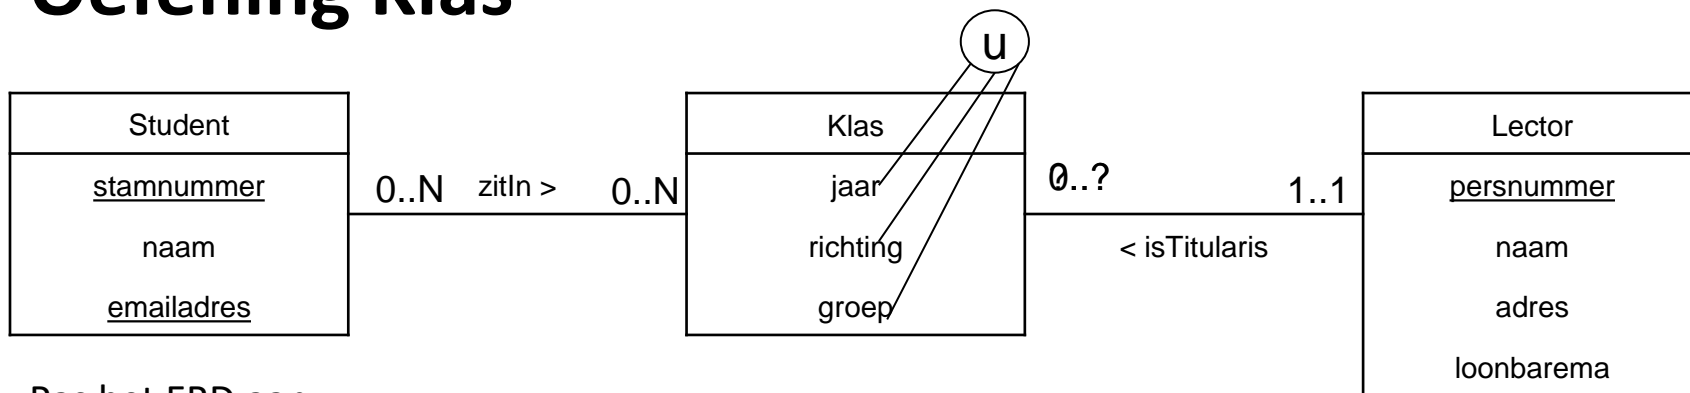 Oefening Klas
u
Student
Klas
Lector
stamnummer
0..N
zitIn >
0..N
jaar
0..?
1..1
persnummer
naam
richting
< isTitularis
naam
emailadres
groep
adres
loonbarema
Pas het ERD aan